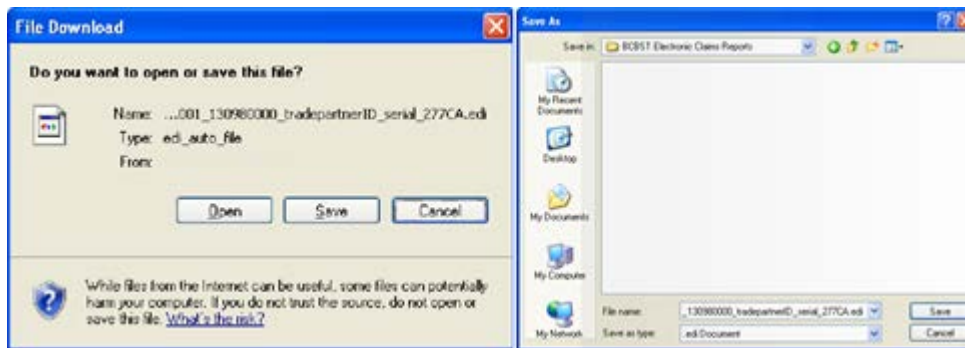 File Download
Do you want to open or save this file?
Name: ...001_130980000_tradepartnerID_serial_277CA.edi
Type: edi_auto_file
From:
Open
Save
Cancel
While files from the Internet can be useful, some files can potentially
harm your computer. If you do not trust the source, do not open or
save this file. What's the risk?
Save As
Save in:
BCBST Electronic Claims Reports
My Recent
Documents
Desktop
My Documents
My Computer
My Network
File name:
_130980000_tradepartnerID_serial_277CA.edi
Save
Save as type:
.edi Document
Cancel